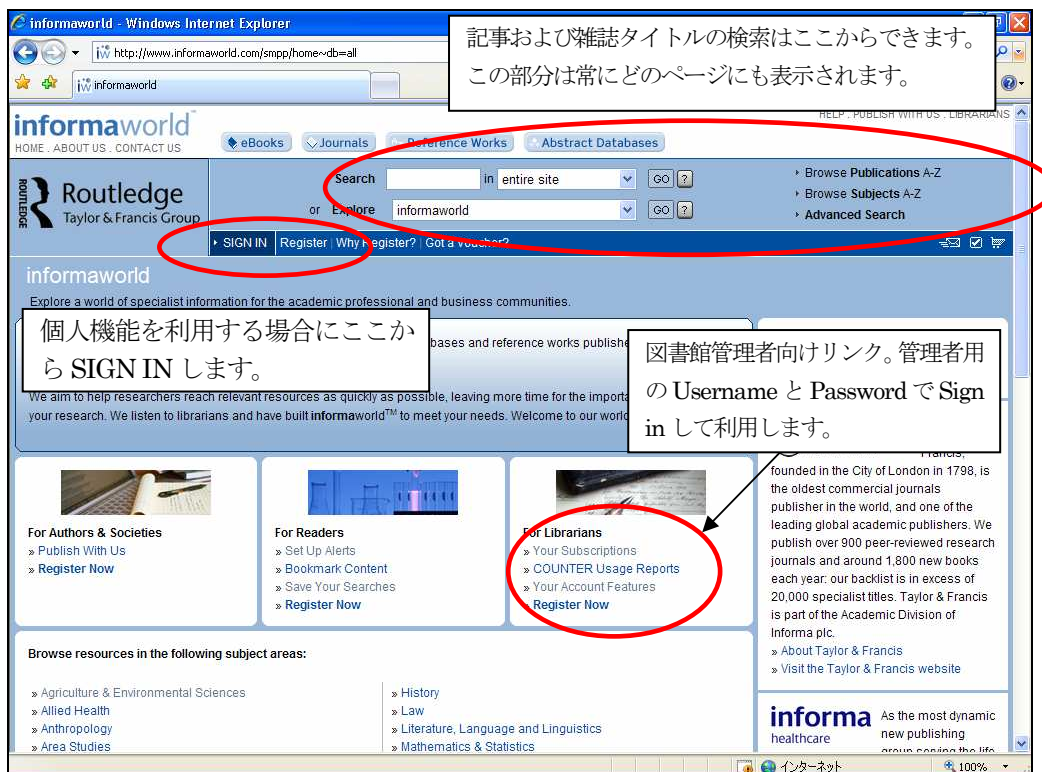 informaworld - Windows Internet Explorer
記事および雑誌タイトルの検索はここからできます。
この部分は常にどのページにも表示されます。
http://www.informaworld.com/smpp/home~db=all
informaworld
HELP . PUBLISH WITH US . LIBRARIANS
informaworld™
HOME . ABOUT US . CONTACT US
eBooks
Journals
Reference Works
Abstract Databases
ROUTLEDGE
Routledge
Taylor & Francis Group
Search in entire site GO ?
or Explore informaworld GO ?
Browse Publications A-Z
Browse Subjects A-Z
Advanced Search
SIGN IN Register | Why Register? | Got a Voucher?
informaworld
Explore a world of specialist information for the academic professional and business communities.
個人機能を利用する場合にここか
ら SIGN IN します。
bases and reference works publishe
図書館管理者向けリンク。管理者用
の Username と Password で Sign
in して利用します。
We aim to help researchers reach relevant resources as quickly as possible, leaving more time for the importa
your research. We listen to librarians and have built informaworld™ to meet your needs. Welcome to our world
For Authors & Societies
» Publish With Us
» Register Now
For Readers
» Set Up Alerts
» Bookmark Content
» Save Your Searches
» Register Now
For Librarians
» Your Subscriptions
» COUNTER Usage Reports
» Your Account Features
» Register Now
Francis,
founded in the City of London in 1798, is
the oldest commercial journals
publisher in the world, and one of the
leading global academic publishers. We
publish over 900 peer-reviewed research
journals and around 1,800 new books
each year: our backlist is in excess of
20,000 specialist titles. Taylor & Francis
is part of the Academic Division of
Informa plc.
» About Taylor & Francis
» Visit the Taylor & Francis website
Browse resources in the following subject areas:
» Agriculture & Environmental Sciences
» Allied Health
» Anthropology
» Area Studies
» History
» Law
» Literature, Language and Linguistics
» Mathematics & Statistics
informa
healthcare
As the most dynamic
new publishing
group serving the life
インターネット
100%